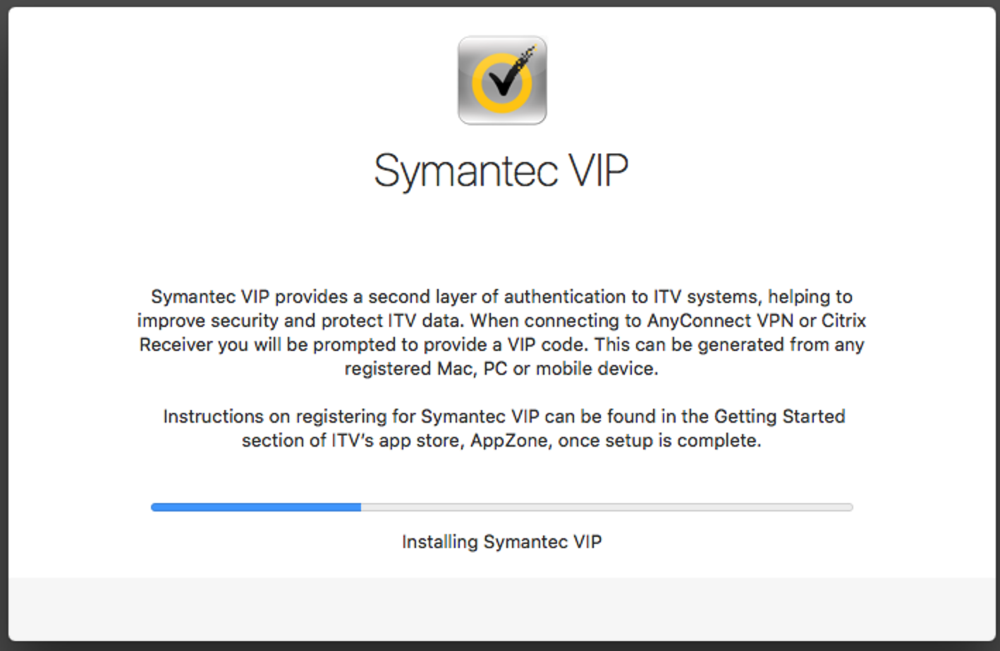 Symantec VIP
Symantec VIP provides a second layer of authentication to ITV systems, helping to
improve security and protect ITV data. When connecting to AnyConnect VPN or Citrix
Receiver you will be prompted to provide a VIP code. This can be generated from any
registered Mac, PC or mobile device.
Instructions on registering for Symantec VIP can be found in the Getting Started
section of ITV’s app store, AppZone, once setup is complete.
Installing Symantec VIP